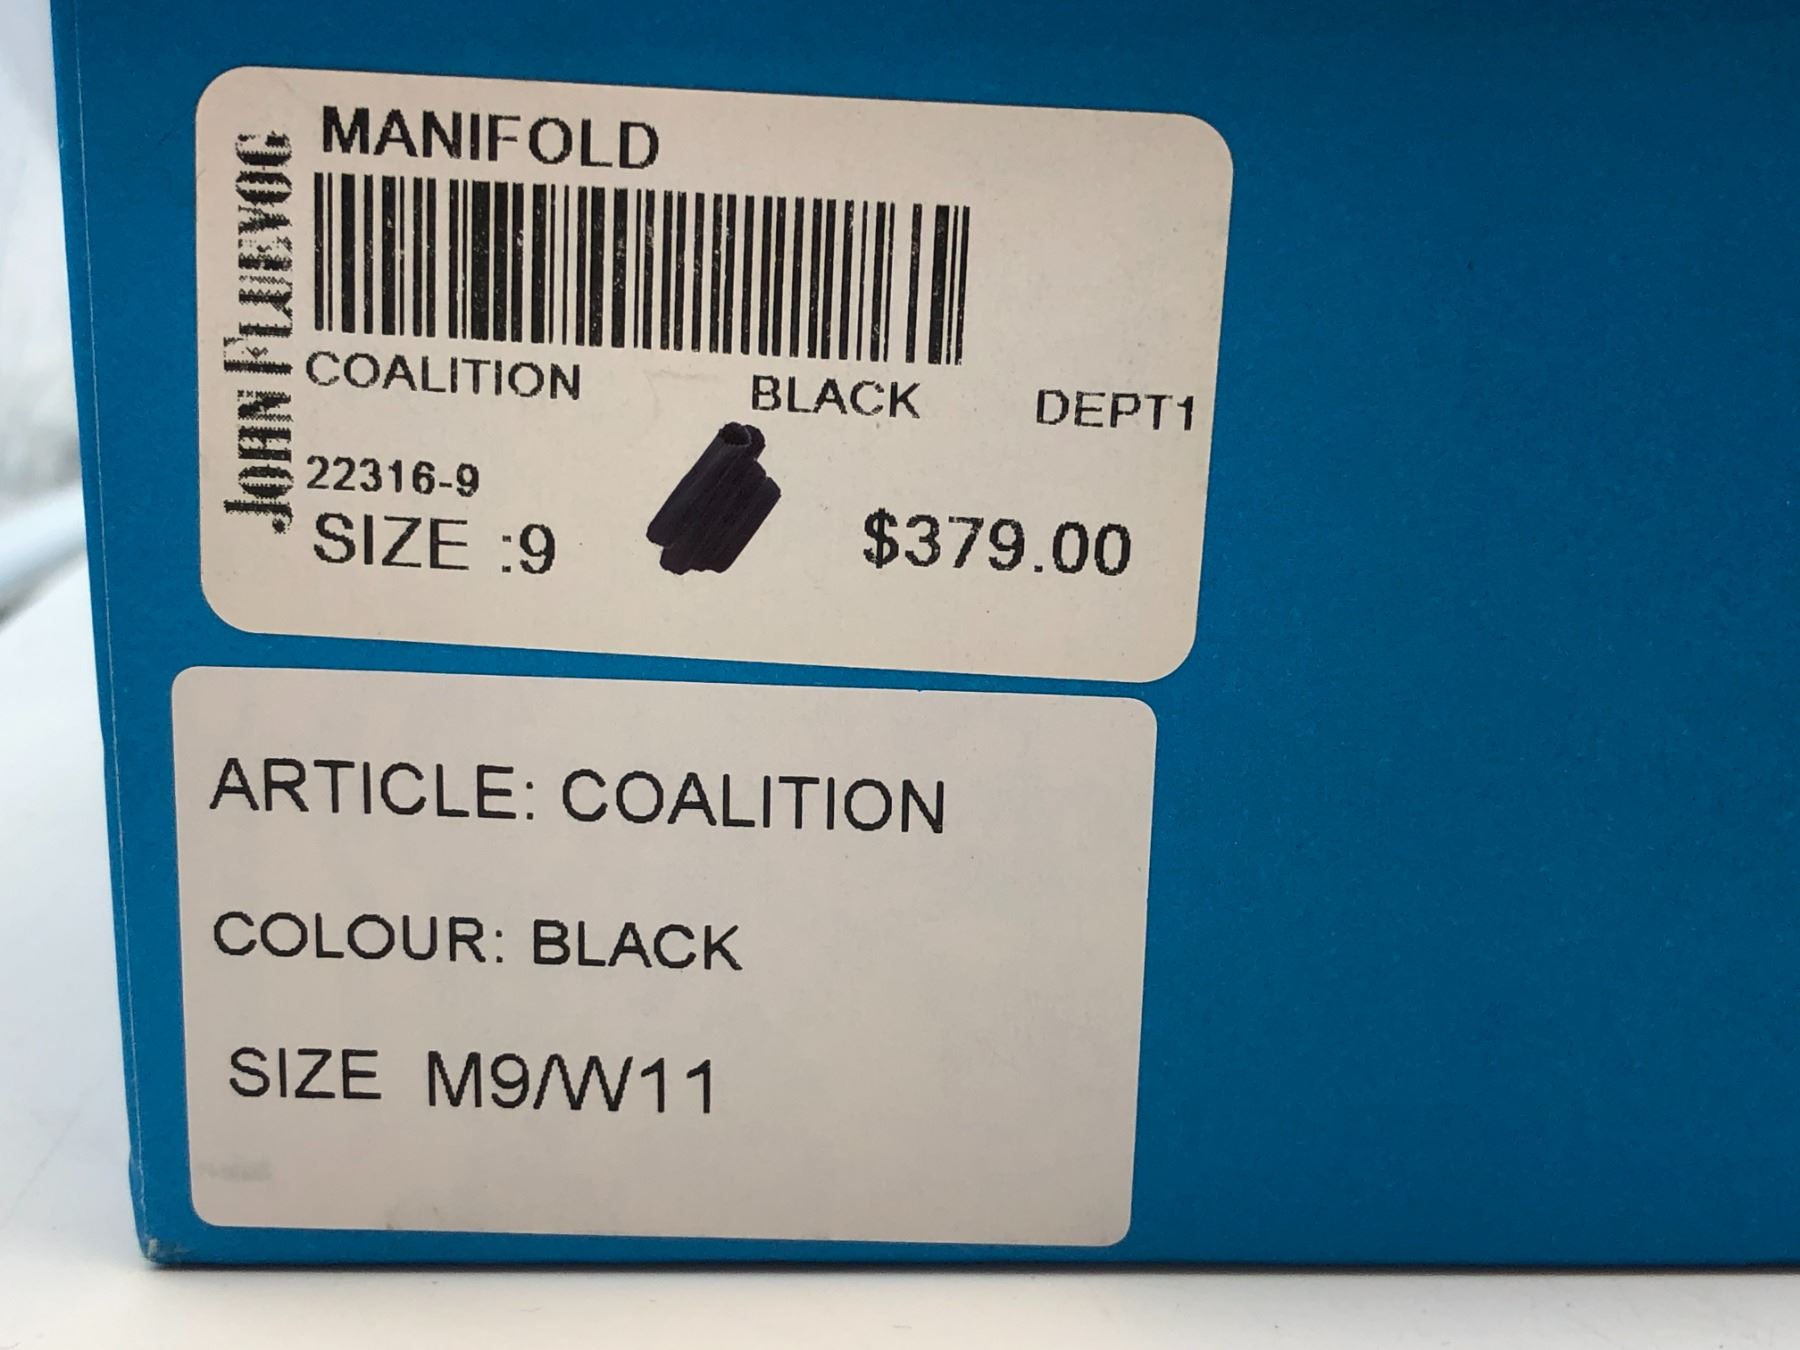 MANIFOLD
JOHN FLUEVOG
COALITION BLACK DEPT1
22316-9
SIZE :9 $379.00
ARTICLE: COALITION
COLOUR: BLACK
SIZE M9/W11